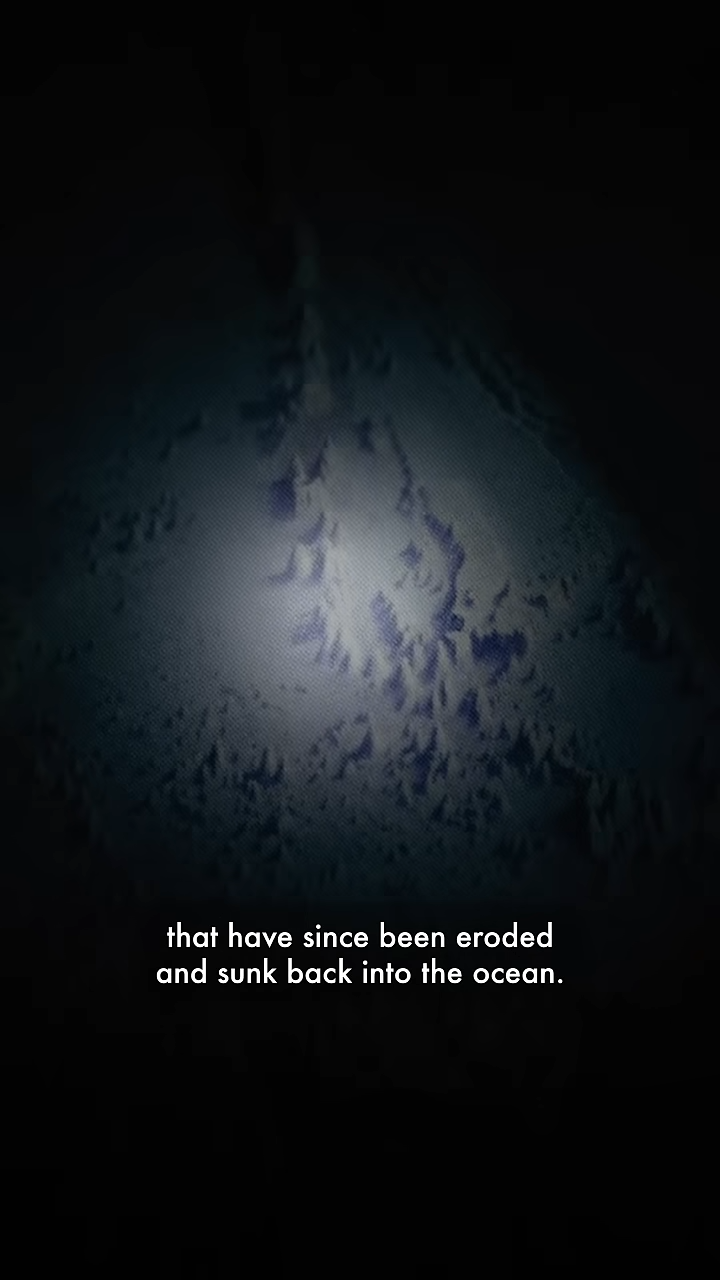 that have since been eroded
and sunk back into the ocean.